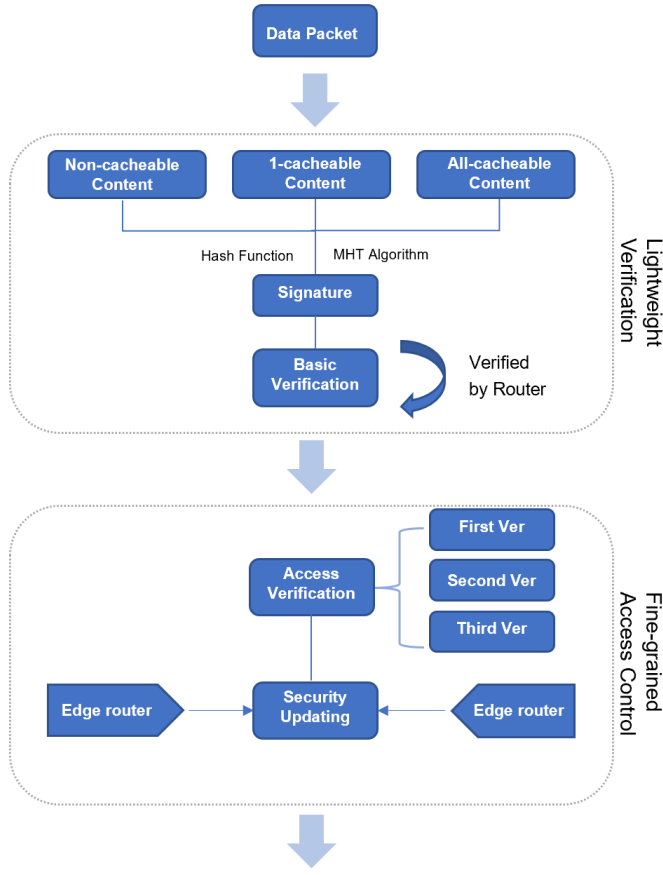 Data Packet
Non-cacheable
Content
1-cacheable
Content
All-cacheable
Content
Hash Function
MHT Algorithm
Signature
Basic
Verification
Verified
by Router
Lightweight
Verification
First Ver
Access
Verification
Second Ver
Third Ver
Edge router
Security
Updating
Edge router
Fine-grained
Access Control